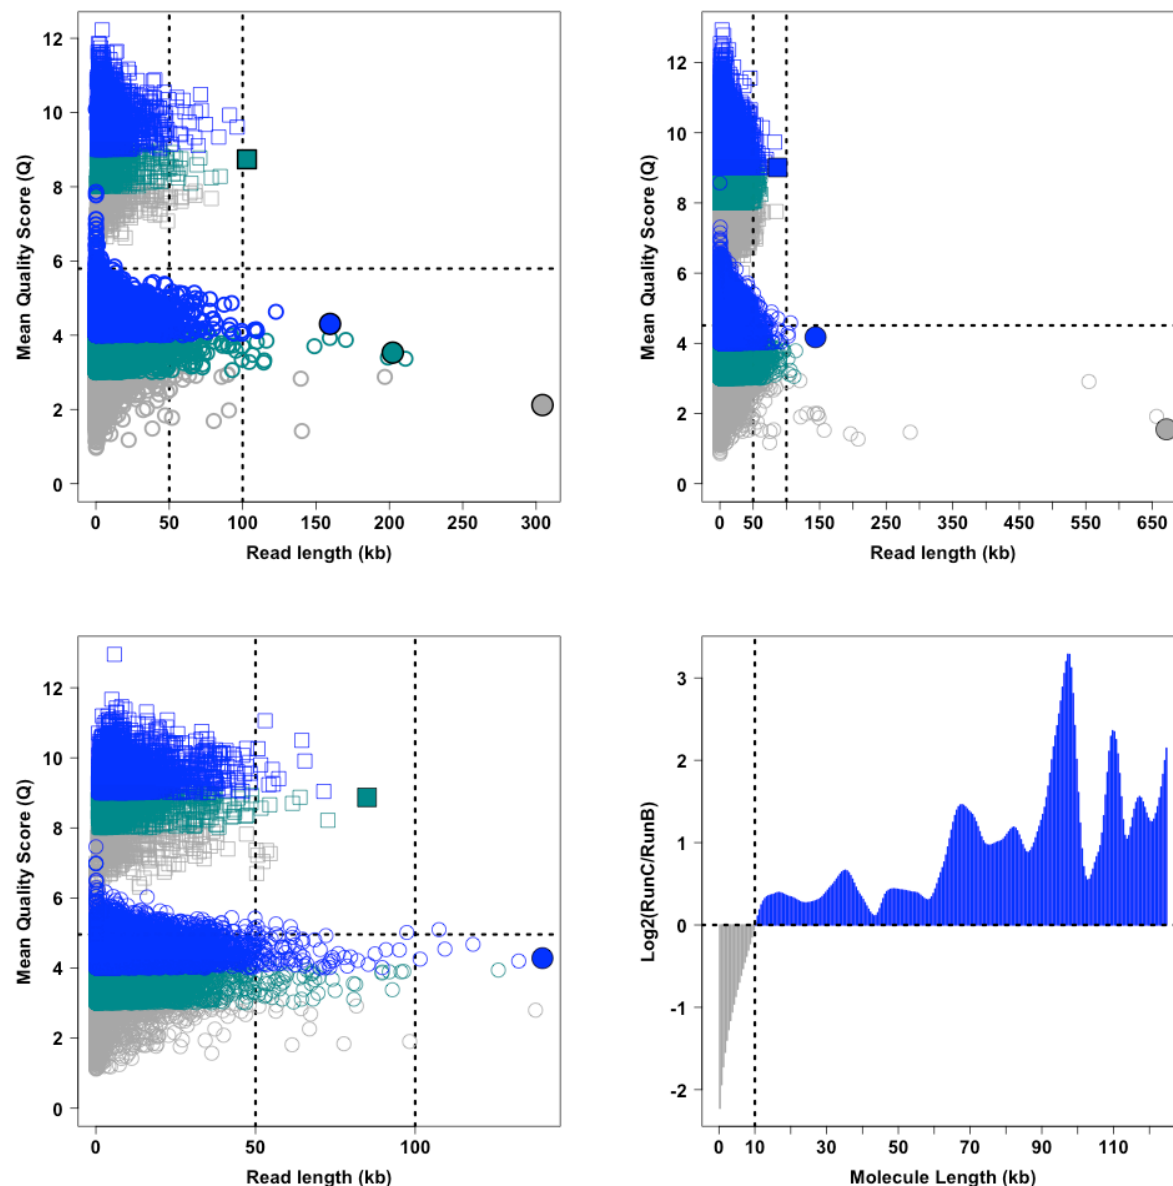 Mean Quality Score (Q)
12
10
8
6
4
2
0
0 50 100 150 200 250 300
Read length (kb)
Mean Quality Score (Q)
12
10
8
6
4
2
0
0 50 150 250 350 450 550 650
Read length (kb)
Mean Quality Score (Q)
12
10
8
6
4
2
0
0 50 100
Read length (kb)
Log2(RunC/RunB)
3
2
1
0
-1
-2
0 10 30 50 70 90 110
Molecule Length (kb)